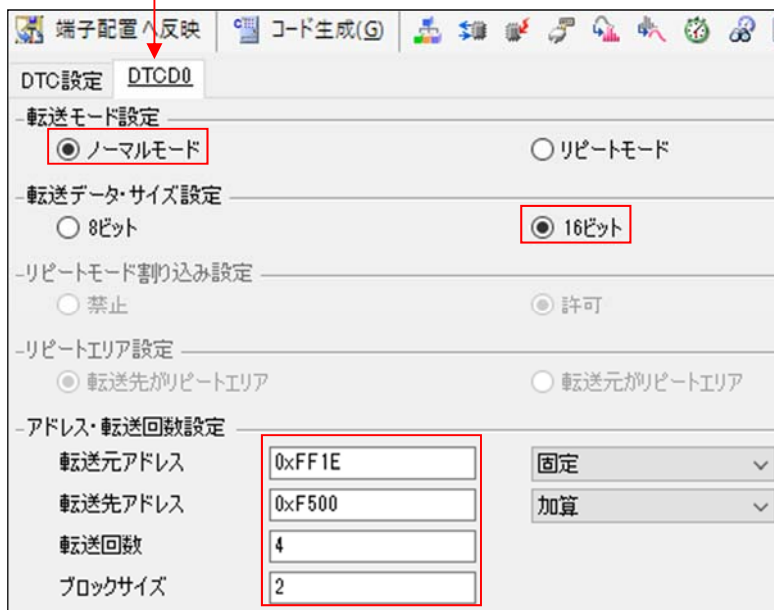 端子配置へ反映 コード生成(G)
DTC設定 DTCD0
転送モード設定
ノーマルモード リピートモード
転送データ・サイズ設定
8ビット 16ビット
リピートモード割り込み設定
禁止 許可
リピートエリア設定
転送先がリピートエリア 転送元がリピートエリア
アドレス・転送回数設定
転送元アドレス 0xFF1E 固定
転送先アドレス 0xF500 加算
転送回数 4
ブロックサイズ 2